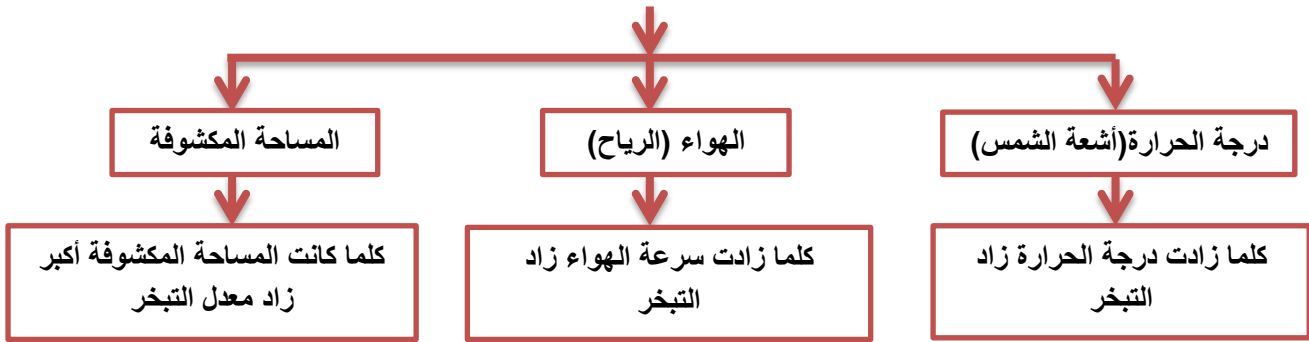 درجة الحرارة(أشعة الشمس)
الهواء (الرياح)
المساحة المكشوفة
كلما زادت درجة الحرارة زاد
التبخر
كلما زادت سرعة الهواء زاد
التبخر
كلما كانت المساحة المكشوفة أكبر
زاد معدل التبخر